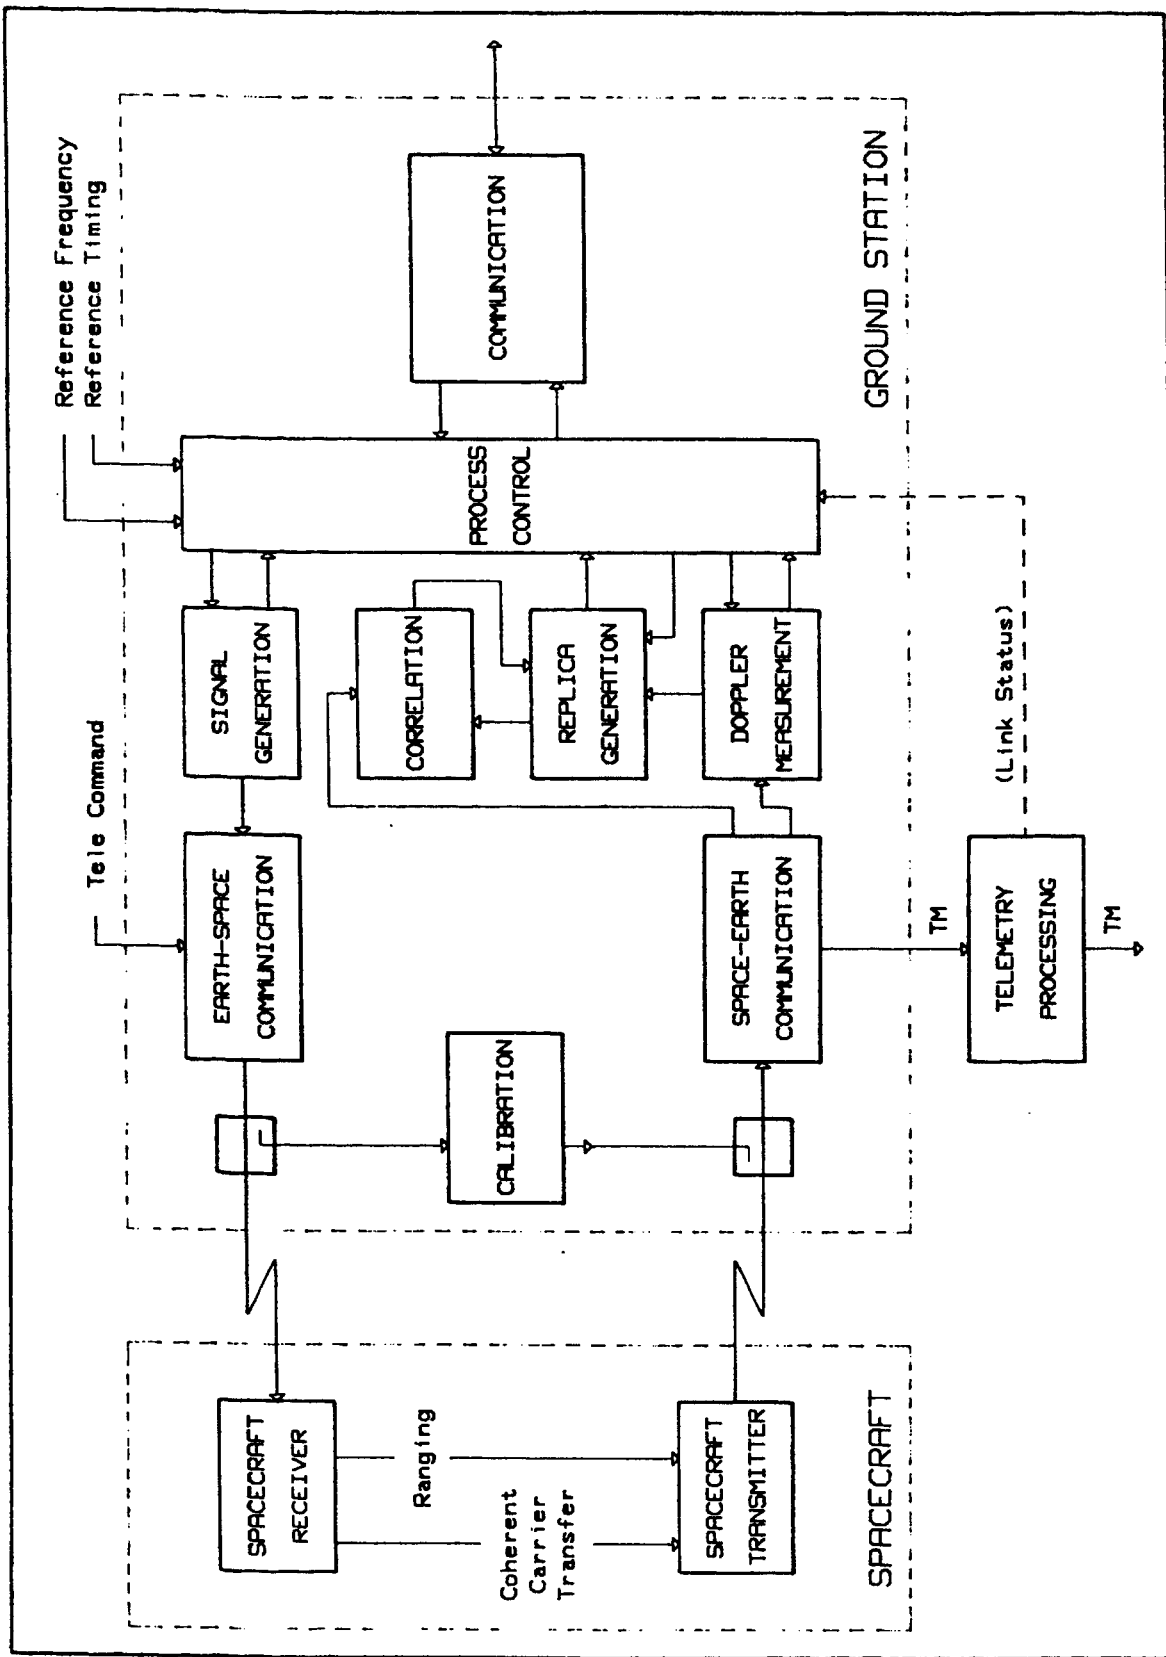 Reference Frequency
Reference Timing
Tele Command
SPACECRAFT
RECEIVER
EARTH-SPACE
COMMUNICATION
SIGNAL
GENERATION
PROCESS
CONTROL
COMMUNICATION
Ranging
Coherent
Carrier
Transfer
CALIBRATION
CORRELATION
REPLICA
GENERATION
SPACECRAFT
TRANSMITTER
SPACE-EARTH
COMMUNICATION
DOPPLER
MEASUREMENT
SPACECRAFT
GROUND STATION
TM
(Link Status)
TELEMETRY
PROCESSING
TM